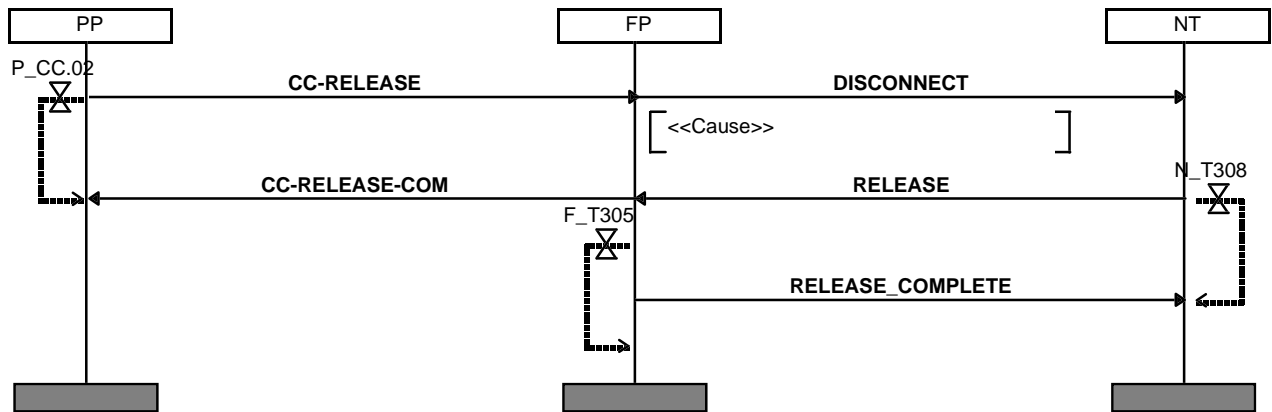 PP
FP
NT
P_CC.02
CC-RELEASE
DISCONNECT
<<Cause>>
CC-RELEASE-COM
RELEASE
N_T308
F_T305
RELEASE_COMPLETE